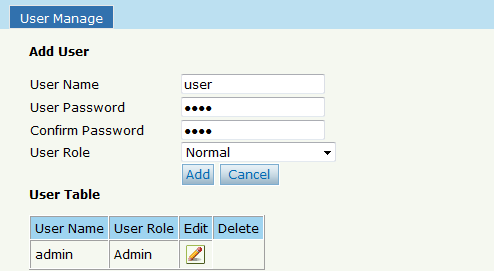 User Manage
Add User
User Name user
User Password ●●●●
Confirm Password ●●●●
User Role Normal
Add Cancel
User Table
User Name User Role Edit Delete
admin Admin